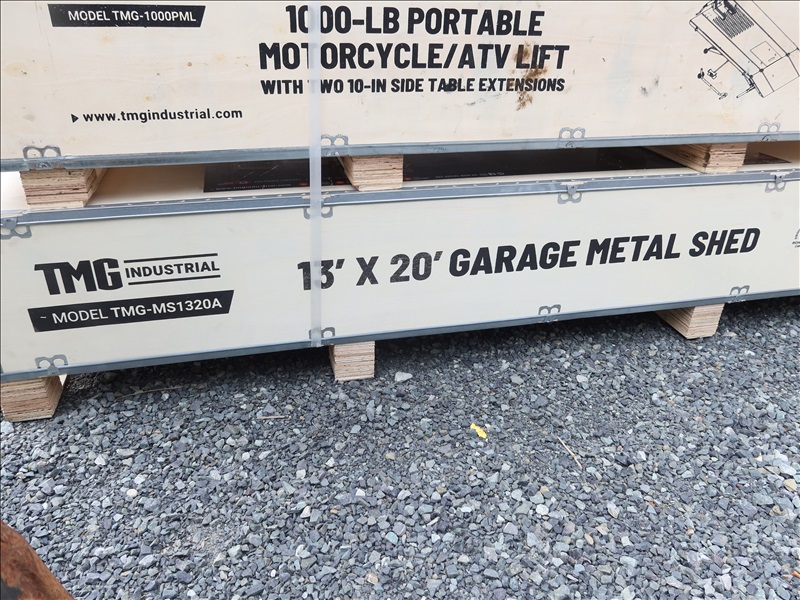 MODEL TMG-1000PML
1000-LB PORTABLE
MOTORCYCLE/ATV LIFT
WITH TWO 10-IN SIDE TABLE EXTENSIONS
www.tmgindustrial.com
TMG INDUSTRIAL
MODEL TMG-MS1320A
13' X 20' GARAGE METAL SHED